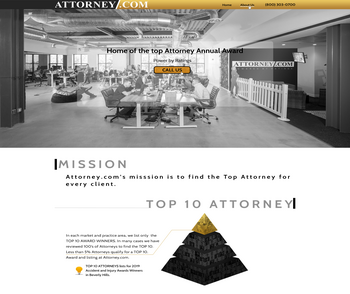 ATTORNEY/.COM
Home About Us (800) 303-0700
Home of the top Attorney Annual Award
Power by Ratings
CALL US
ATTORNEY/.COM
MISSION
Attorney.com's misssion is to find the Top Attorney for
every client.
TOP 10 ATTORNEY
In each market and practice area, we list only the
TOP 10 AWARD WINNERS. In many cases we have
reviewed 100's of Attorneys to find the TOP 10.
Less than 5% Attorneys qualify for a TOP 10
Award and listing at Attorney.com.
TOP 10 ATTORNEYS lists for 2019
Accident and Injury Awards Winners
in Beverly Hills.